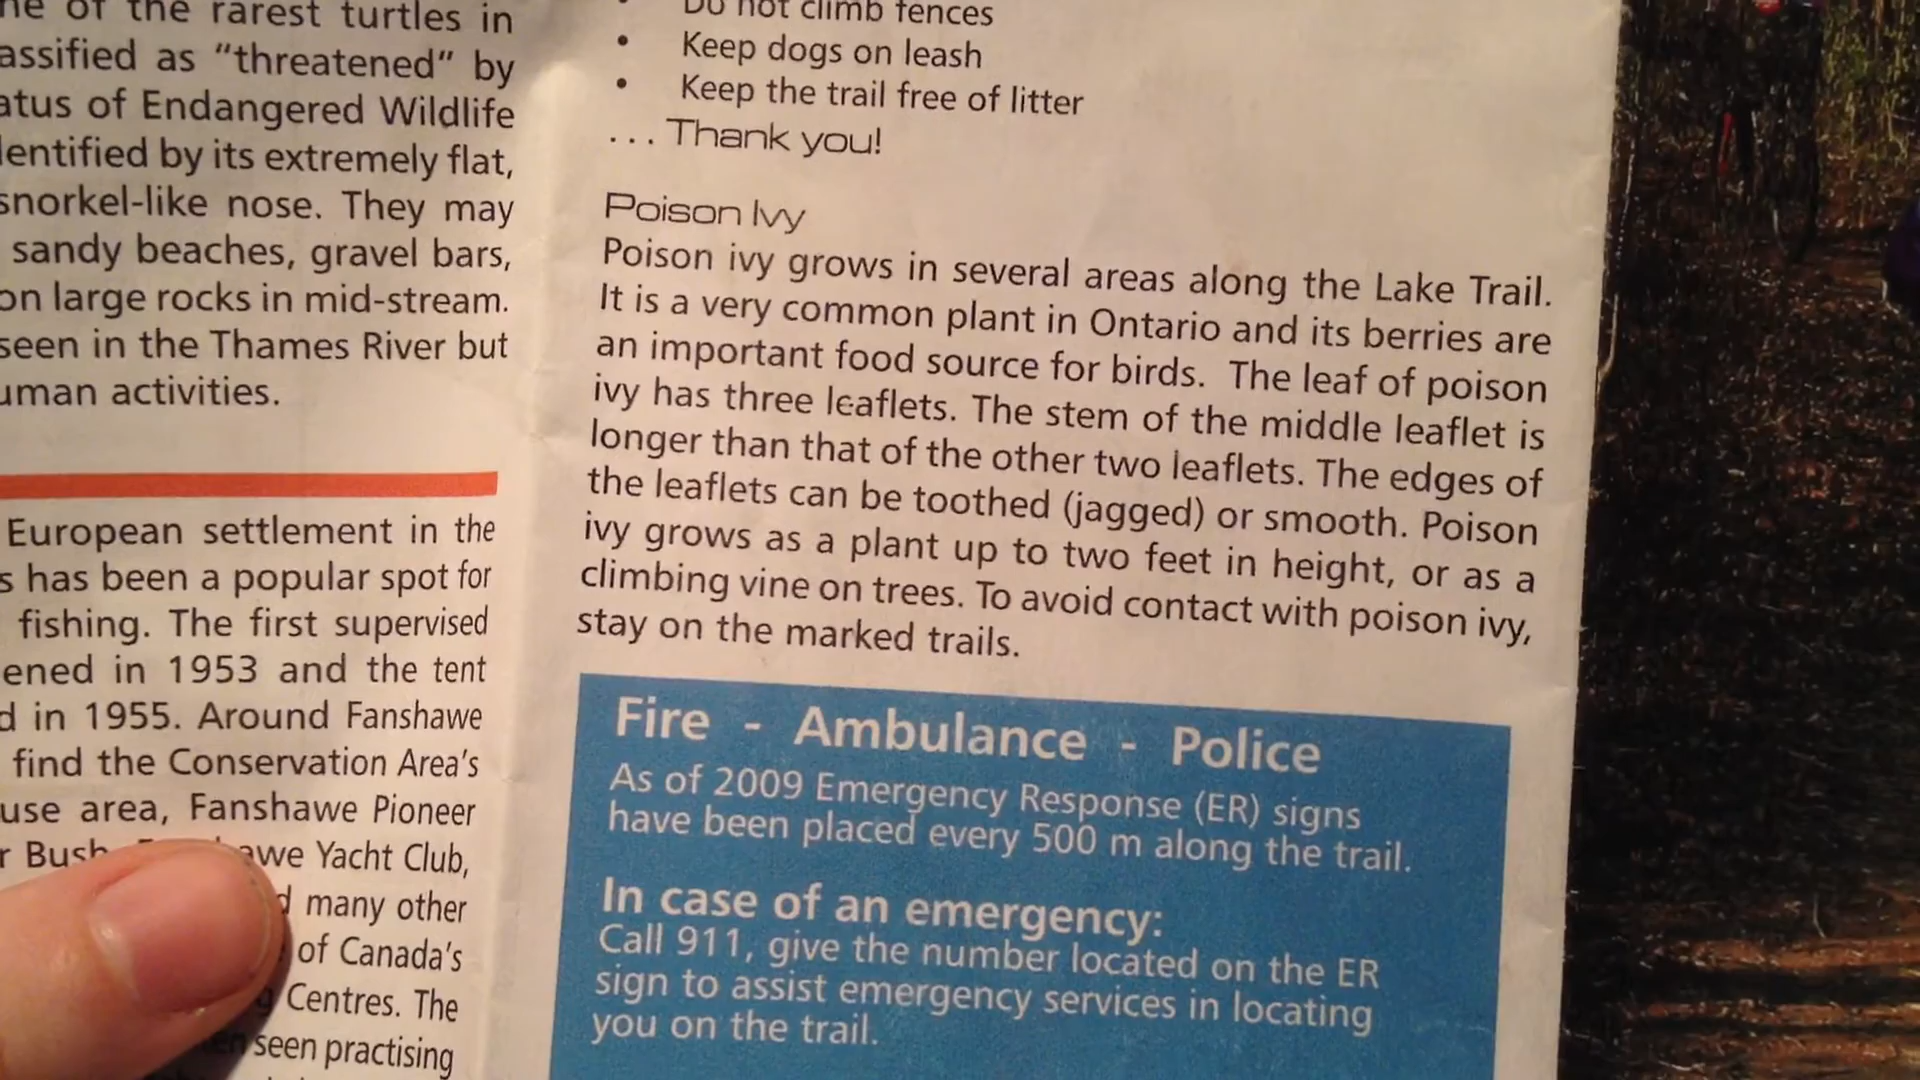 of the rarest turtles in
"threatened" by
of Endangered Wildlife
by its extremely flat,
snorkel-like nose. They may
sandy beaches, gravel bars,
on large rocks in mid-stream.
seen in the Thames River but
activities.
European settlement in the
has been a popular spot for
fishing. The first supervised
in 1953 and the tent
in 1955. Around Fanshawe
find the Conservation Area's
use area, Fanshawe Pioneer
Bush Yacht Club,
many other
of Canada's
Centres. The
seen practising
• Do not climb fences
• Keep dogs on leash
• Keep the trail free of litter
... Thank you!
Poison Ivy
Poison ivy grows in several areas along the Lake Trail.
It is a very common plant in Ontario and its berries are
an important food source for birds. The leaf of poison
ivy has three leaflets. The stem of the middle leaflet is
longer than that of the other two leaflets. The edges of
the leaflets can be toothed (jagged) or smooth. Poison
ivy grows as a plant up to two feet in height, or as a
climbing vine on trees. To avoid contact with poison ivy,
stay on the marked trails.
Fire - Ambulance - Police
As of 2009 Emergency Response (ER) signs
have been placed every 500 m along the trail.
In case of an emergency:
Call 911, give the number located on the ER
sign to assist emergency services in locating
you on the trail.